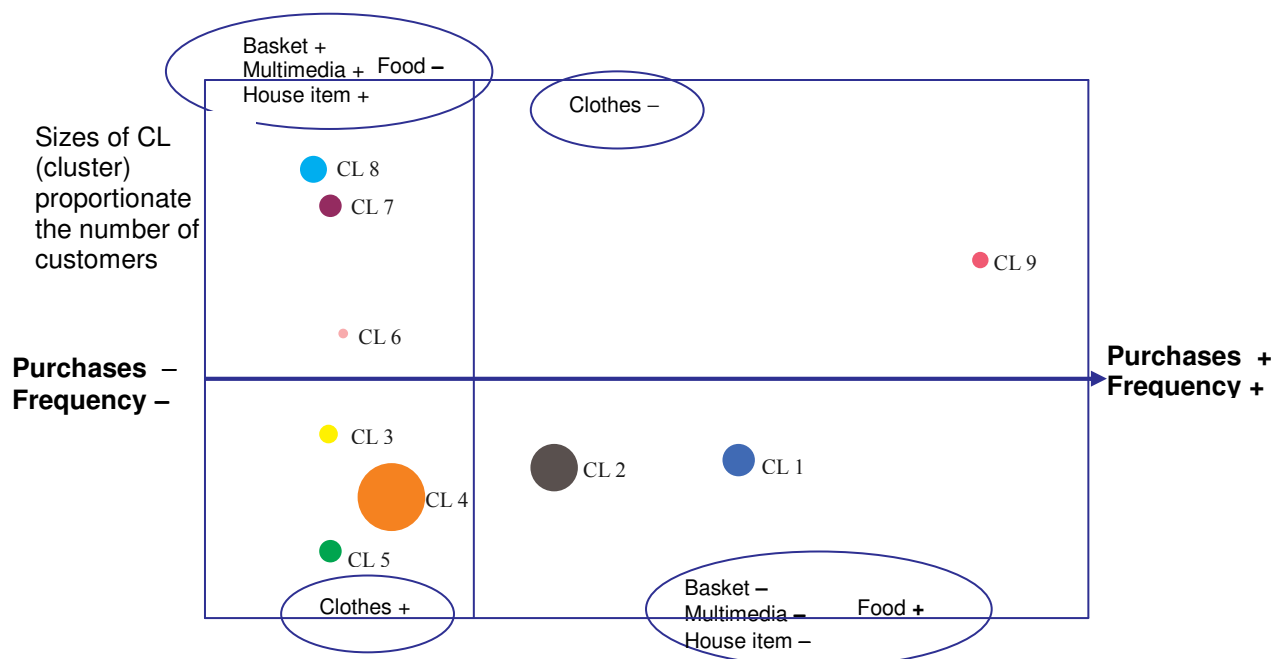 Basket +
Multimedia + Food –
House item +
Clothes –
Sizes of CL
(cluster)
proportionate
the number of
customers
CL 8
CL 7
CL 9
CL 6
Purchases –
Frequency –
Purchases +
Frequency +
CL 3
CL 2
CL 1
CL 4
CL 5
Clothes +
Basket –
Multimedia – Food +
House item –